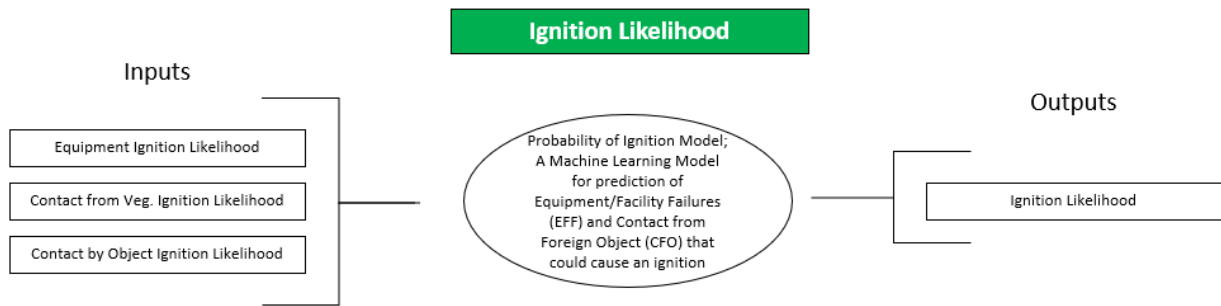 Ignition Likelihood
Inputs
Equipment Ignition Likelihood
Contact from Veg. Ignition Likelihood
Contact by Object Ignition Likelihood
Probability of Ignition Model;
A Machine Learning Model
for prediction of
Equipment/Facility Failures
(EFF) and Contact from
Foreign Object (CFO) that
could cause an ignition
Outputs
Ignition Likelihood